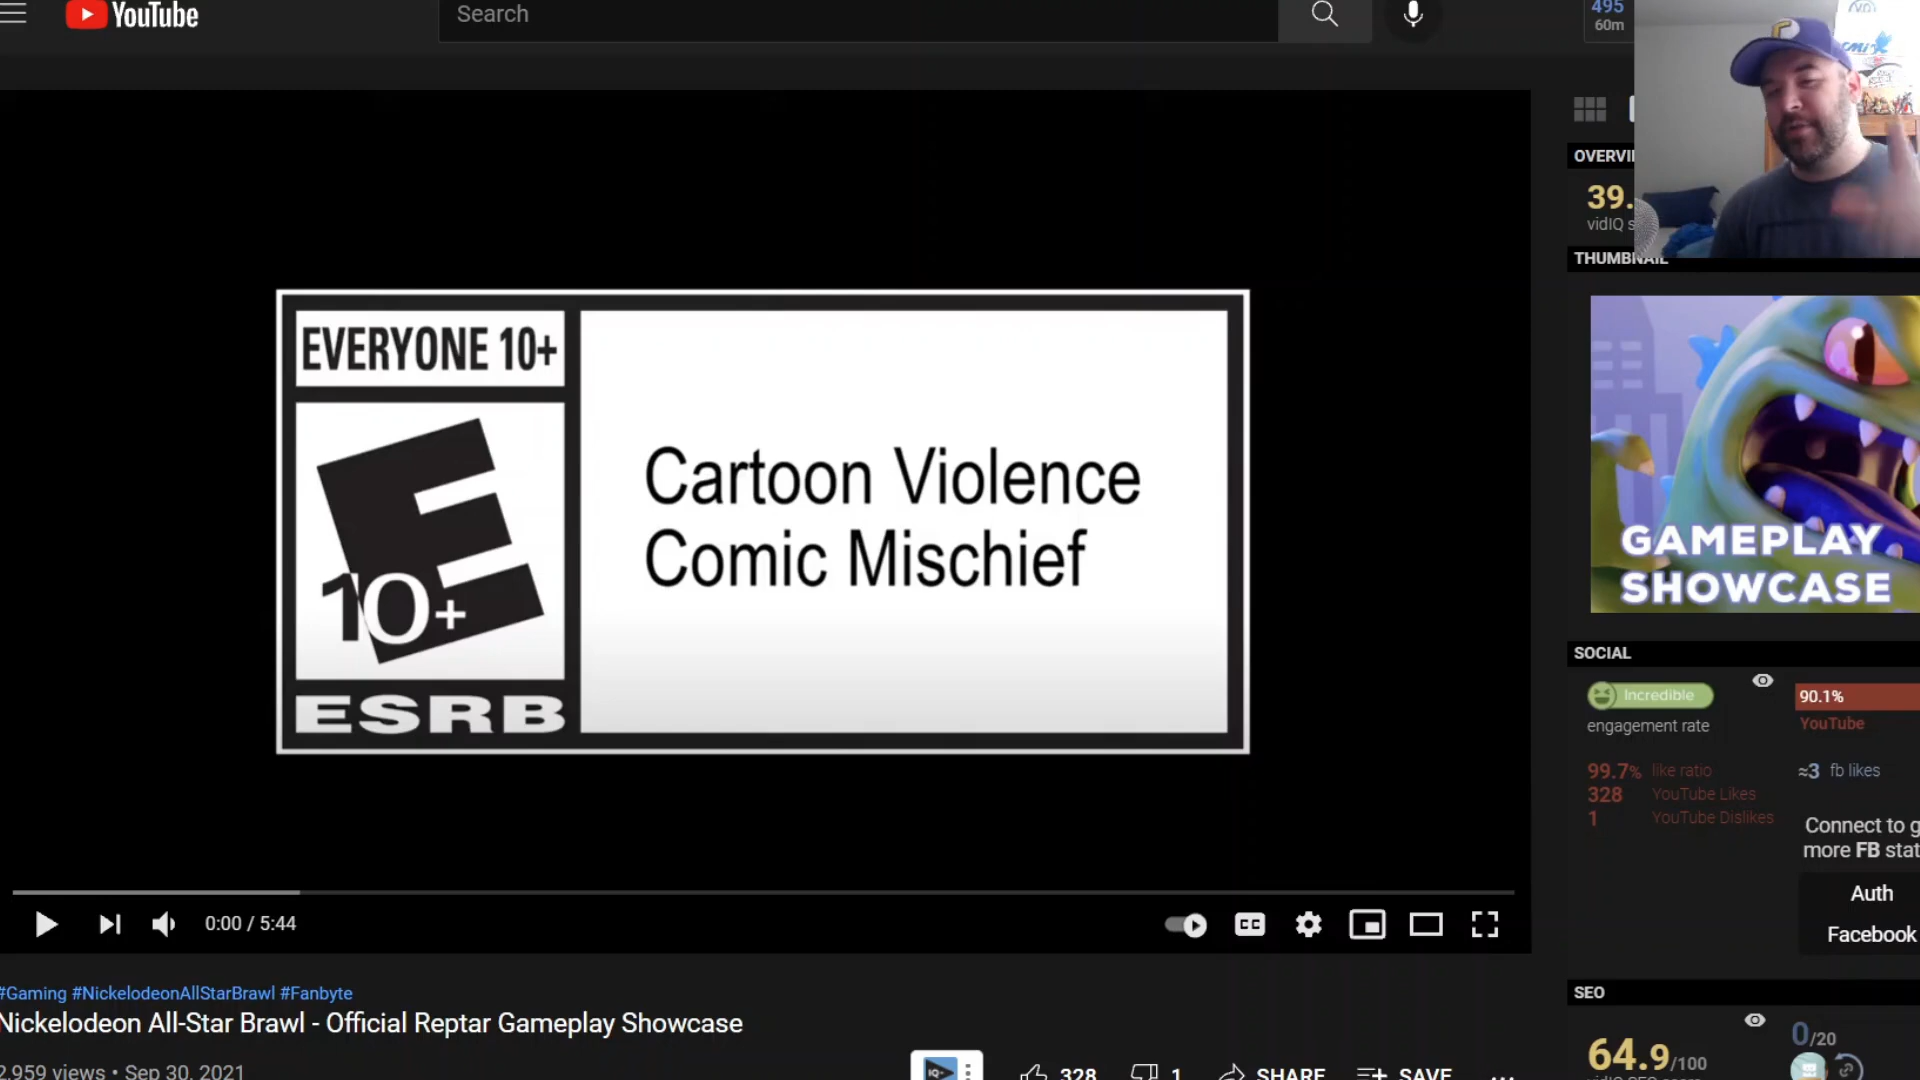 YouTube
Search
495
60m
OVERVI
39.
vidIQ s
THUMBNAIL
EVERYONE 10+
10+
ESRB
Cartoon Violence
Comic Mischief
GAMEPLAY
SHOWCASE
SOCIAL
Incredible
engagement rate
90.1%
YouTube
99.7% like ratio
328 YouTube Likes
1 YouTube Dislikes
≈3 fb likes
Connect to g
more FB stat
Auth
Facebook
0:00 / 5:44
CC
#Gaming #NickelodeonAllStarBrawl #Fanbyte
Nickelodeon All-Star Brawl - Official Reptar Gameplay Showcase
2,959 views • Sep 30, 2021
328
1
SHARE
SAVE
SEO
64.9/100
0/20